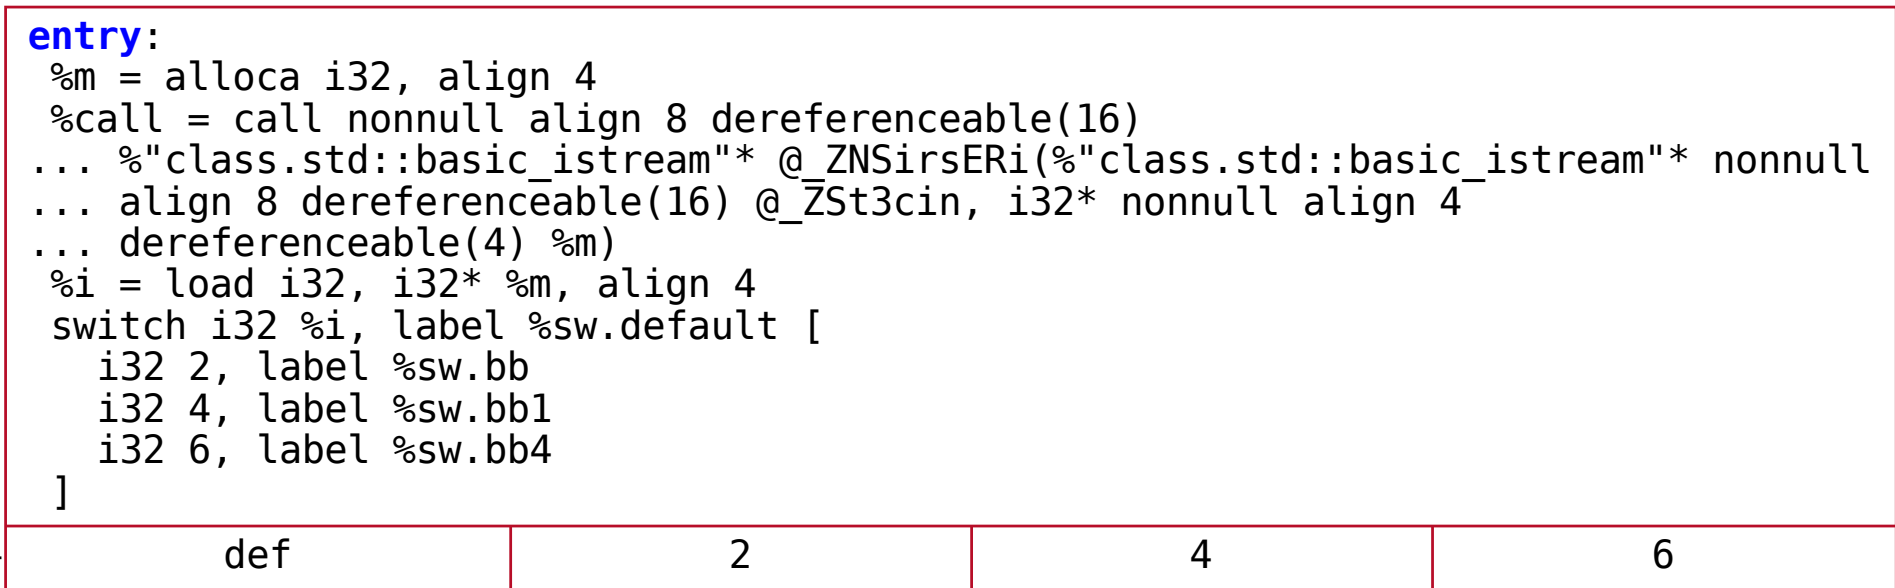 entry:
%m = alloca i32, align 4
%call = call nonnull align 8 dereferenceable(16)
... %"class.std::basic_istream"* @_ZNSirsERi(%"class.std::basic_istream"* nonnull
... align 8 dereferenceable(16) @_ZSt3cin, i32* nonnull align 4
... dereferenceable(4) %m)
%i = load i32, i32* %m, align 4
switch i32 %i, label %sw.default [
i32 2, label %sw.bb
i32 4, label %sw.bb1
i32 6, label %sw.bb4
]
def 2 4 6